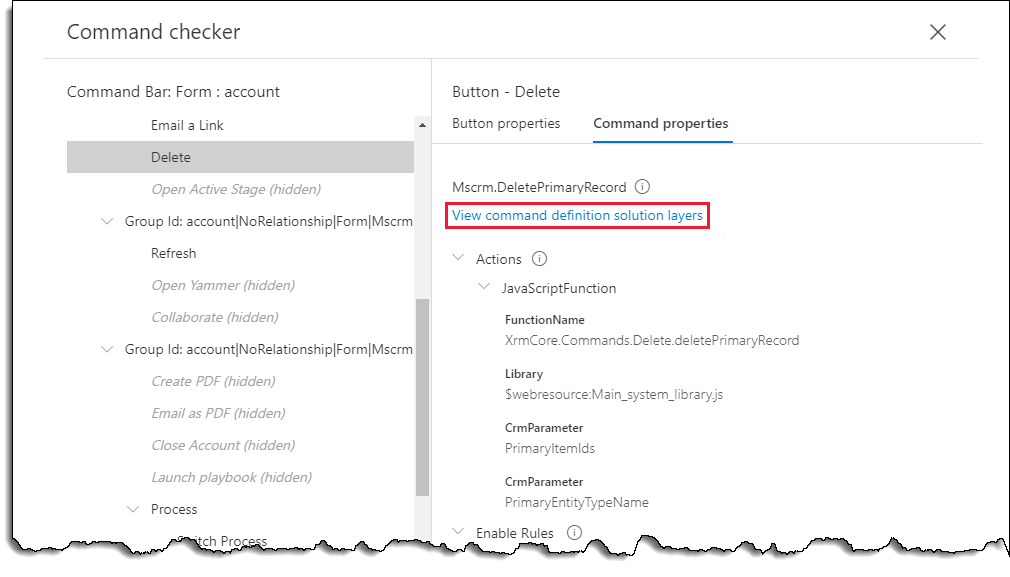 Command checker
Command Bar: Form : account
Email a Link
Delete
Open Active Stage (hidden)
Group Id: account|NoRelationship|Form|Mscrm
Refresh
Open Yammer (hidden)
Collaborate (hidden)
Group Id: account|NoRelationship|Form|Mscrm
Create PDF (hidden)
Email as PDF (hidden)
Close Account (hidden)
Launch playbook (hidden)
Process
Switch Process
Button - Delete
Button properties
Command properties
Mscrm.DeletePrimaryRecord
View command definition solution layers
Actions
JavaScriptFunction
FunctionName
XrmCore.Commands.Delete.deletePrimaryRecord
Library
$webresource:Main_system_library.js
CrmParameter
PrimaryItemIds
CrmParameter
PrimaryEntityTypeName
Enable Rules